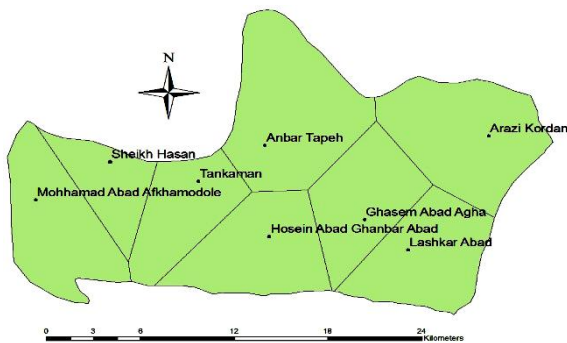 N
Anbar Tapeh
Arazi Kordan
Sheikh Hasan
Tankaman
Mohhamad Abad Afkhamodole
Ghasem Abad Agha
Hosein Abad Ghanbar Abad
Lashkar Abad
0 3 6 12 18 24
Kilometers